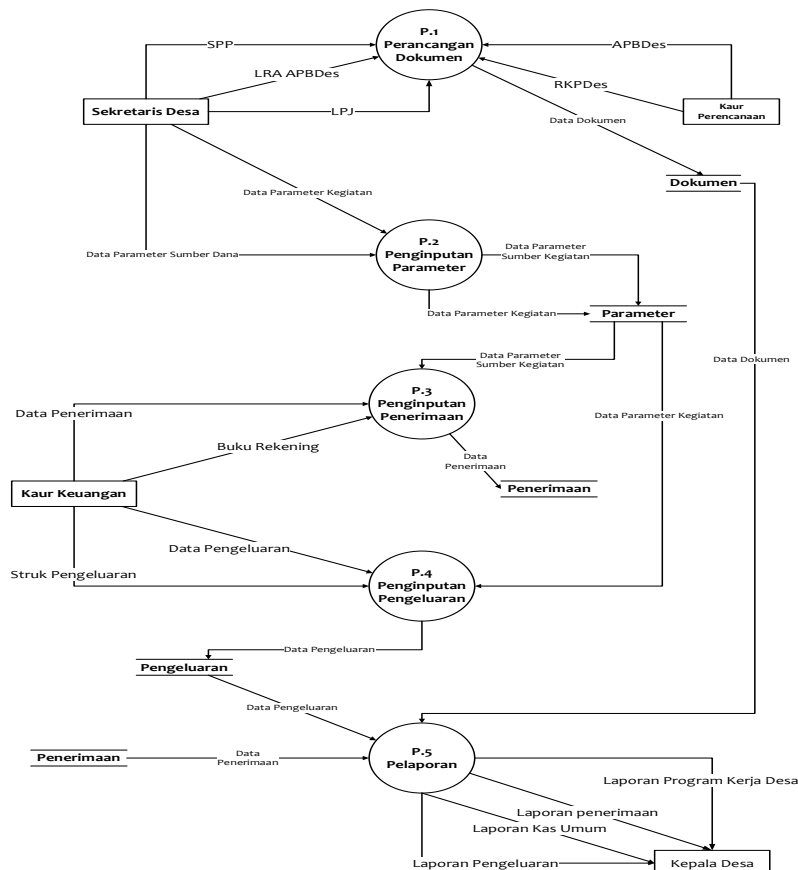 P.1
Perancangan
Dokumen
SPP
APBDes
LRA APBDes
RKPDes
Sekretaris Desa
LPJ
Kaur
Perencanaan
Data Dokumen
Dokumen
Data Parameter Kegiatan
P.2
Penginputan
Parameter
Data Parameter Sumber Dana
Data Parameter
Sumber Kegiatan
Data Parameter Kegiatan
Parameter
Data Parameter
Sumber Kegiatan
Data Dokumen
P.3
Penginputan
Penerimaan
Data Penerimaan
Data Parameter Kegiatan
Buku Rekening
Data
Penerimaan
Kaur Keuangan
Penerimaan
Data Pengeluaran
Struk Pengeluaran
P.4
Penginputan
Pengeluaran
Data Pengeluaran
Pengeluaran
Data Pengeluaran
P.5
Pelaporan
Penerimaan
Data
Penerimaan
Laporan Program Kerja Desa
Laporan penerimaan
Laporan Kas Umum
Laporan Pengeluaran
Kepala Desa